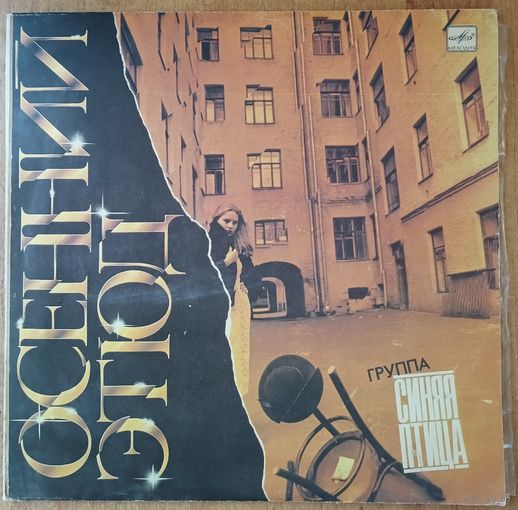 ОСЕННИЙ
ЭТЮД
МЕЛОДИЯ
ГРУППА
СИНЯЯ
ПТИЦА